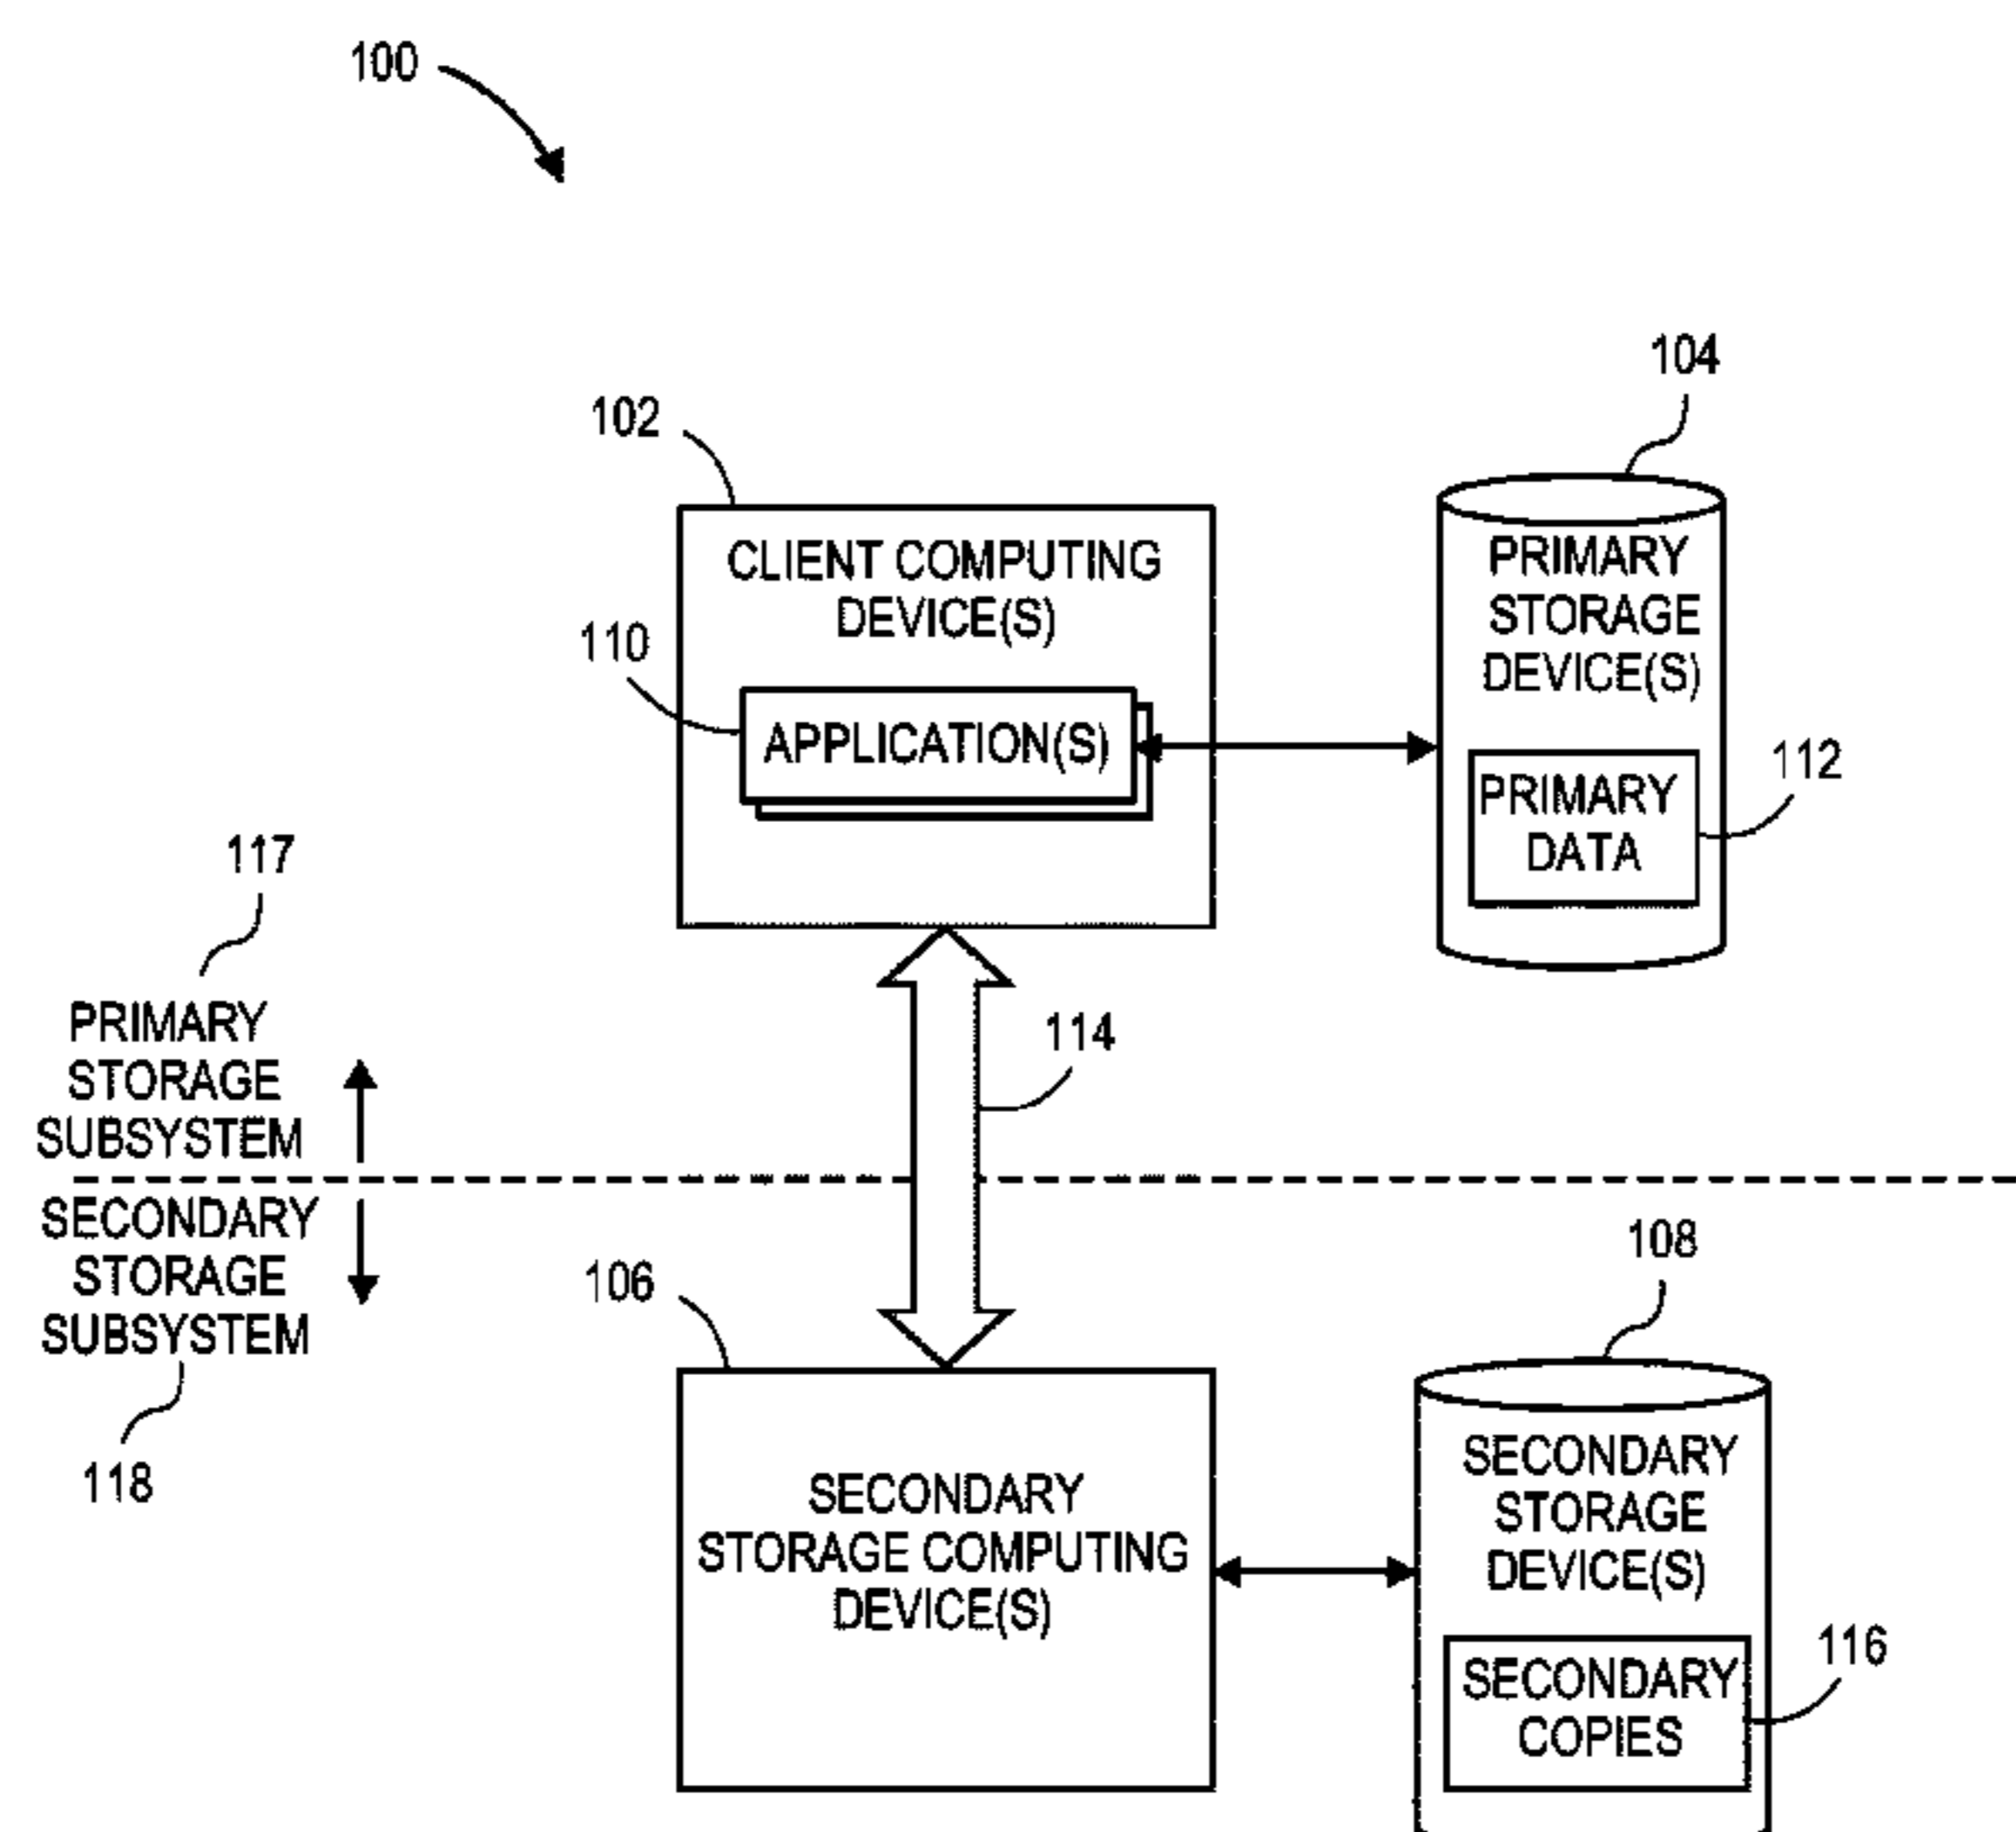 100
104
102
CLIENT COMPUTING
DEVICE(S)
110
APPLICATION(S)
PRIMARY
STORAGE
DEVICE(S)
PRIMARY
DATA
112
117
PRIMARY
STORAGE
SUBSYSTEM
114
SECONDARY
STORAGE
SUBSYSTEM
118
106
108
SECONDARY
STORAGE COMPUTING
DEVICE(S)
SECONDARY
STORAGE
DEVICE(S)
SECONDARY
COPIES
116